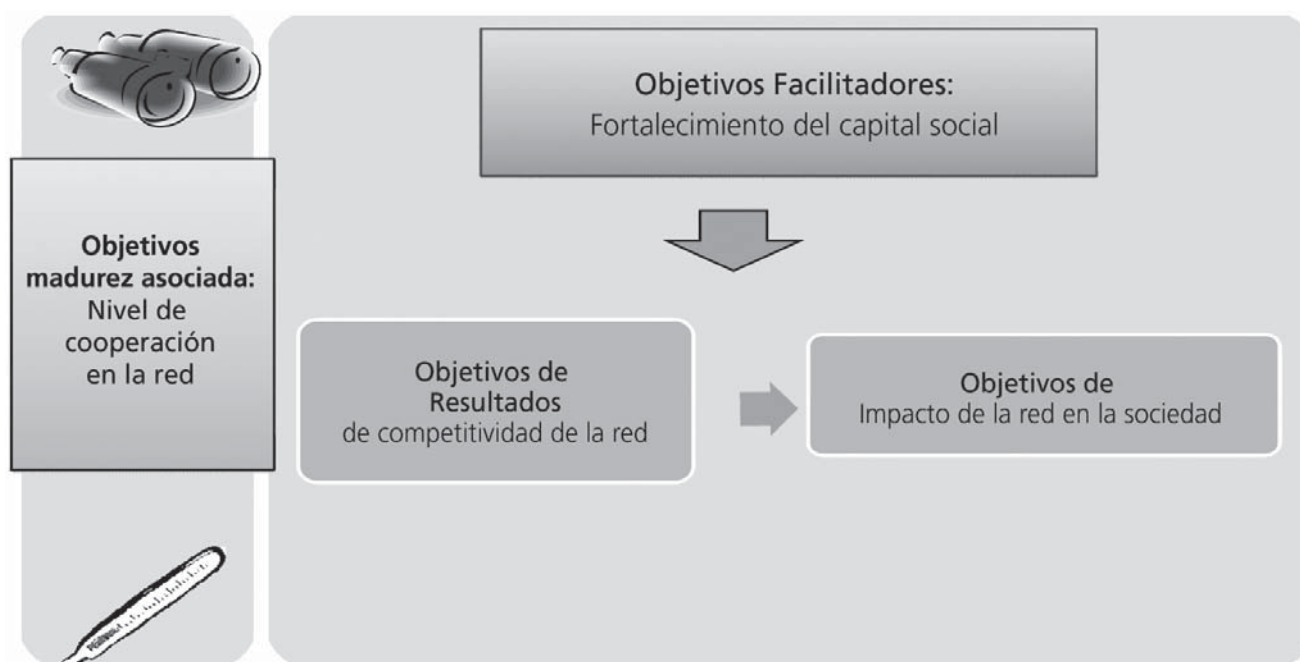 Objetivos Facilitadores:
Fortalecimiento del capital social
Objetivos
madurez asociada:
Nivel de
cooperación
en la red
Objetivos de
Resultados
de competitividad de la red
Objetivos de
Impacto de la red en la sociedad